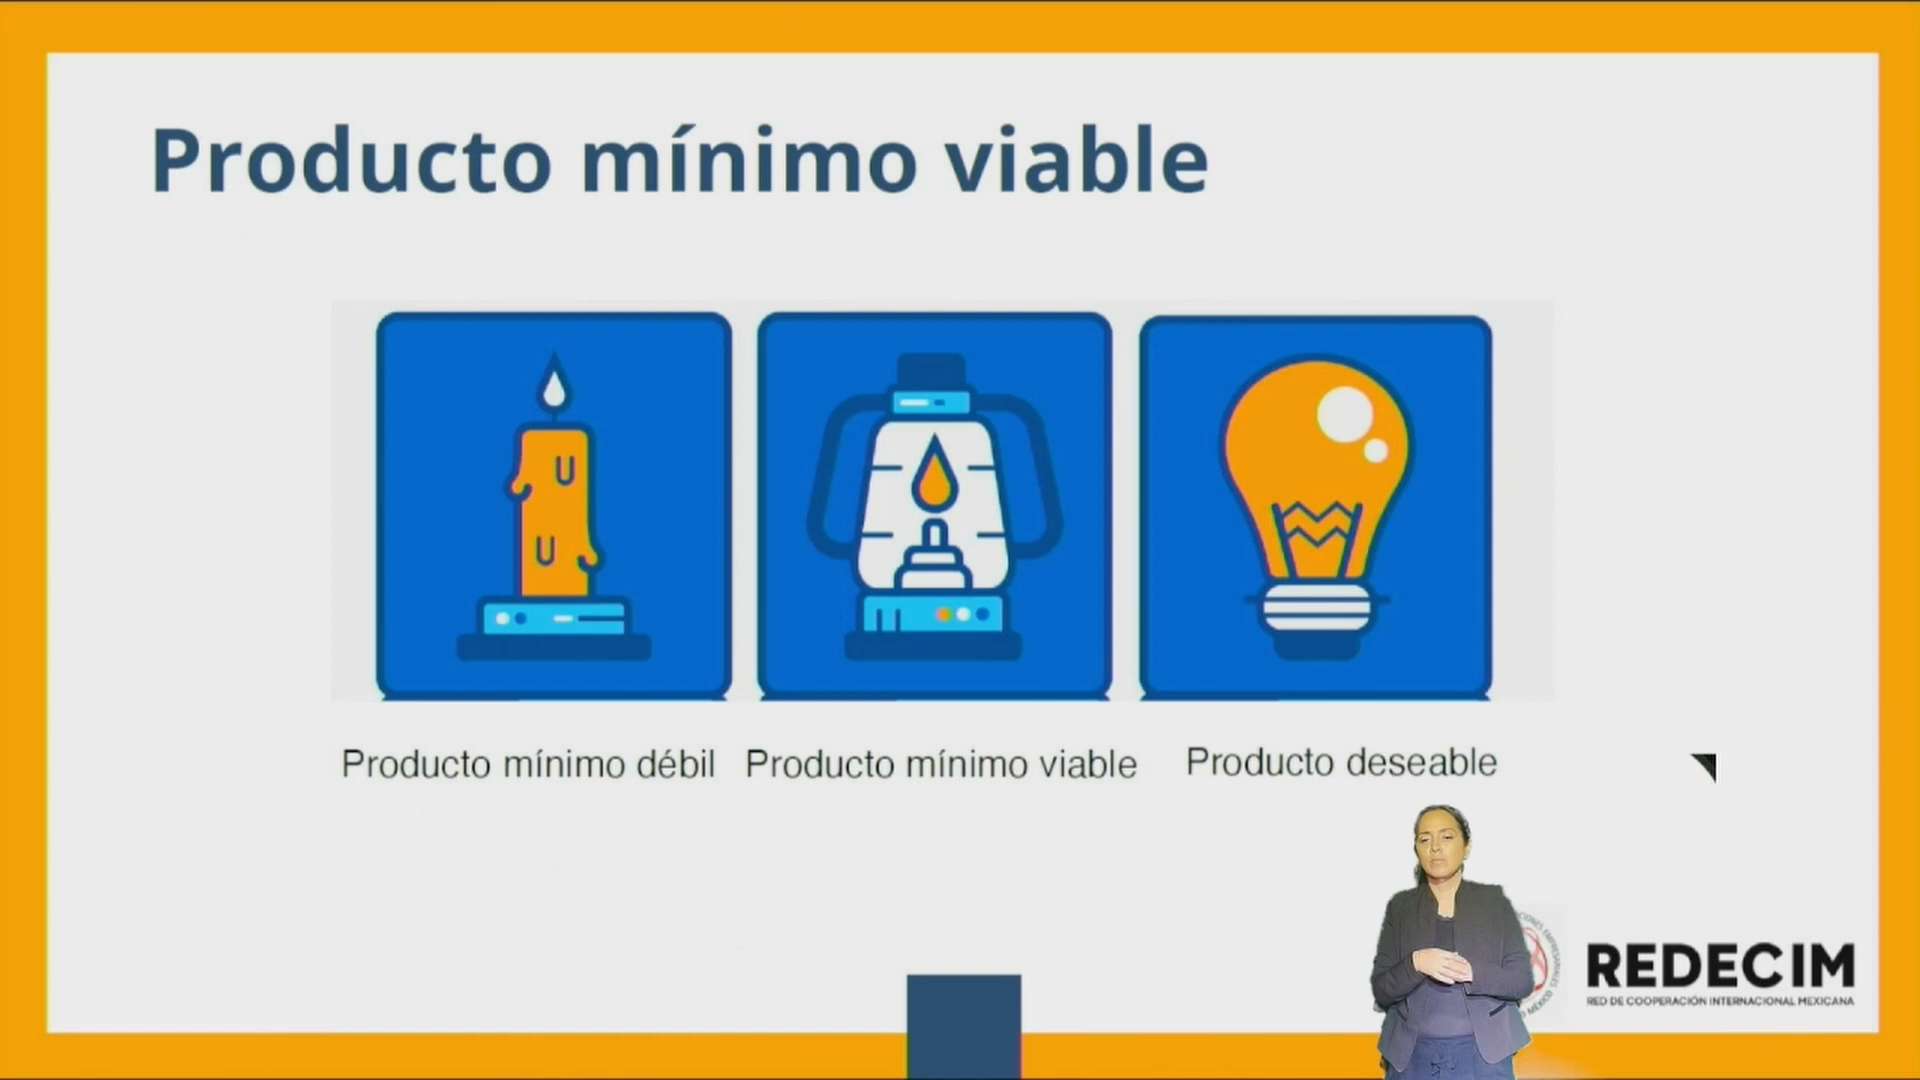 Producto mínimo viable
Producto mínimo débil
Producto mínimo viable
Producto deseable
REDECIM
RED DE COOPERACIÓN INTERNACIONAL MEXICANA